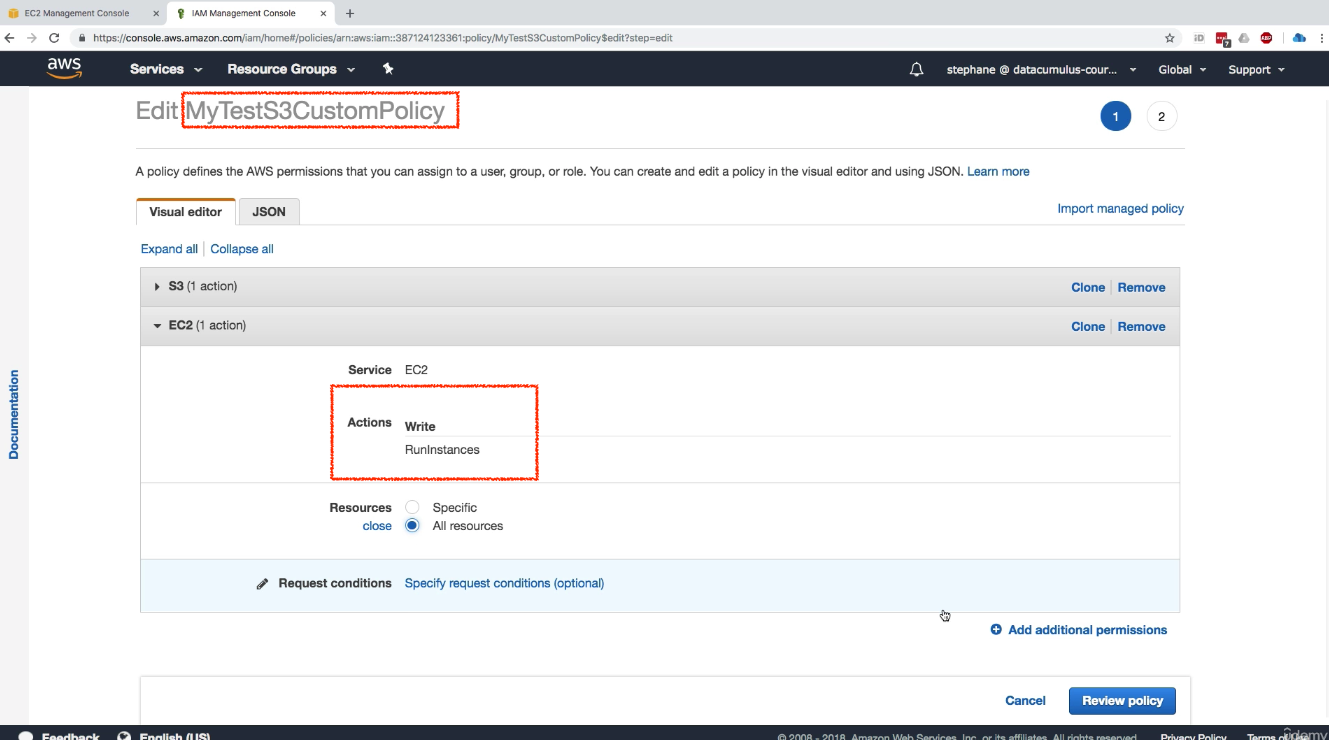 EC2 Management Console
IAM Management Console
https://console.aws.amazon.com/iam/home#/policies/arn:aws:iam::387124123361:policy/MyTestS3CustomPolicy$edit?step=edit
iD
7
ABP
aws
Services
Resource Groups
stephane @ datacumulus-cour...
Global
Support
Edit MyTestS3CustomPolicy
1
2
A policy defines the AWS permissions that you can assign to a user, group, or role. You can create and edit a policy in the visual editor and using JSON. Learn more
Visual editor
JSON
Import managed policy
Expand all
Collapse all
S3 (1 action)
Clone
Remove
EC2 (1 action)
Clone
Remove
Service EC2
Actions
Write
RunInstances
Documentation
Resources
Specific
close
All resources
Request conditions
Specify request conditions (optional)
Add additional permissions
Cancel
Review policy
Feedback
English (US)
© 2008 - 2018, Amazon Web Services, Inc. or its affiliates. All rights reserved.
Privacy Policy
Terms of Use